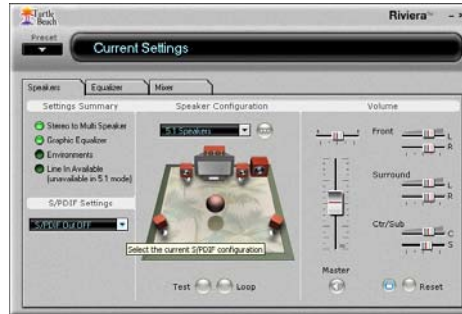 Turtle Beach
Riviera
Preset
Current Settings
Speakers
Equalizer
Mixer
Settings Summary
Stereo to Multi Speaker
Graphic Equalizer
Environments
Line In Available
(unavailable in 5.1 mode)
S/PDIF Settings
S/PDIF Out OFF
Speaker Configuration
5.1 Speakers
Select the current S/PDIF configuration
Test
Loop
Volume
Front
L
R
Surround
L
R
Ctr/Sub
C
S
Master
Reset